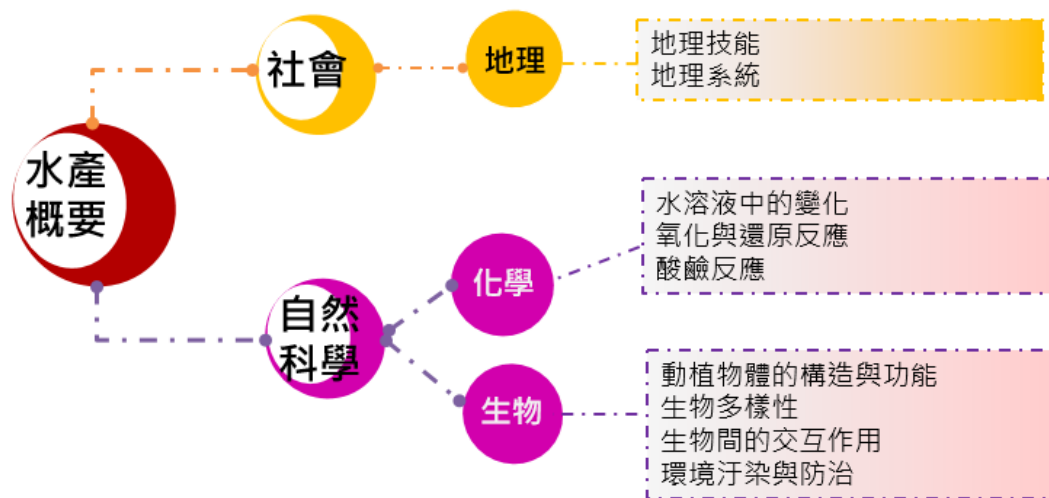 水產
概要
社會
地理
地理技能
地理系統
自然
科學
化學
水溶液中的變化
氧化與還原反應
酸鹼反應
生物
動植物體的構造與功能
生物多樣性
生物間的交互作用
環境汙染與防治